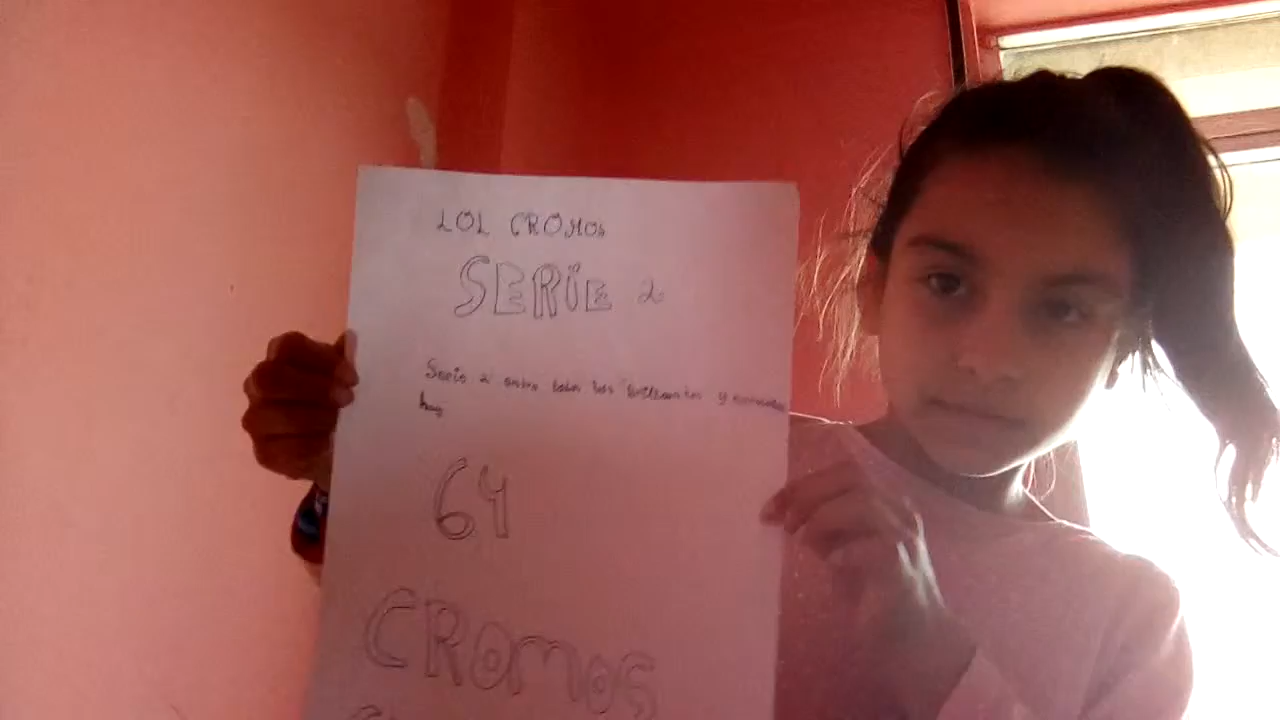 LOL CROMOS
SERiE 2
Serie 2 entre todos los brillantes y normales
hay
64
CROMOS